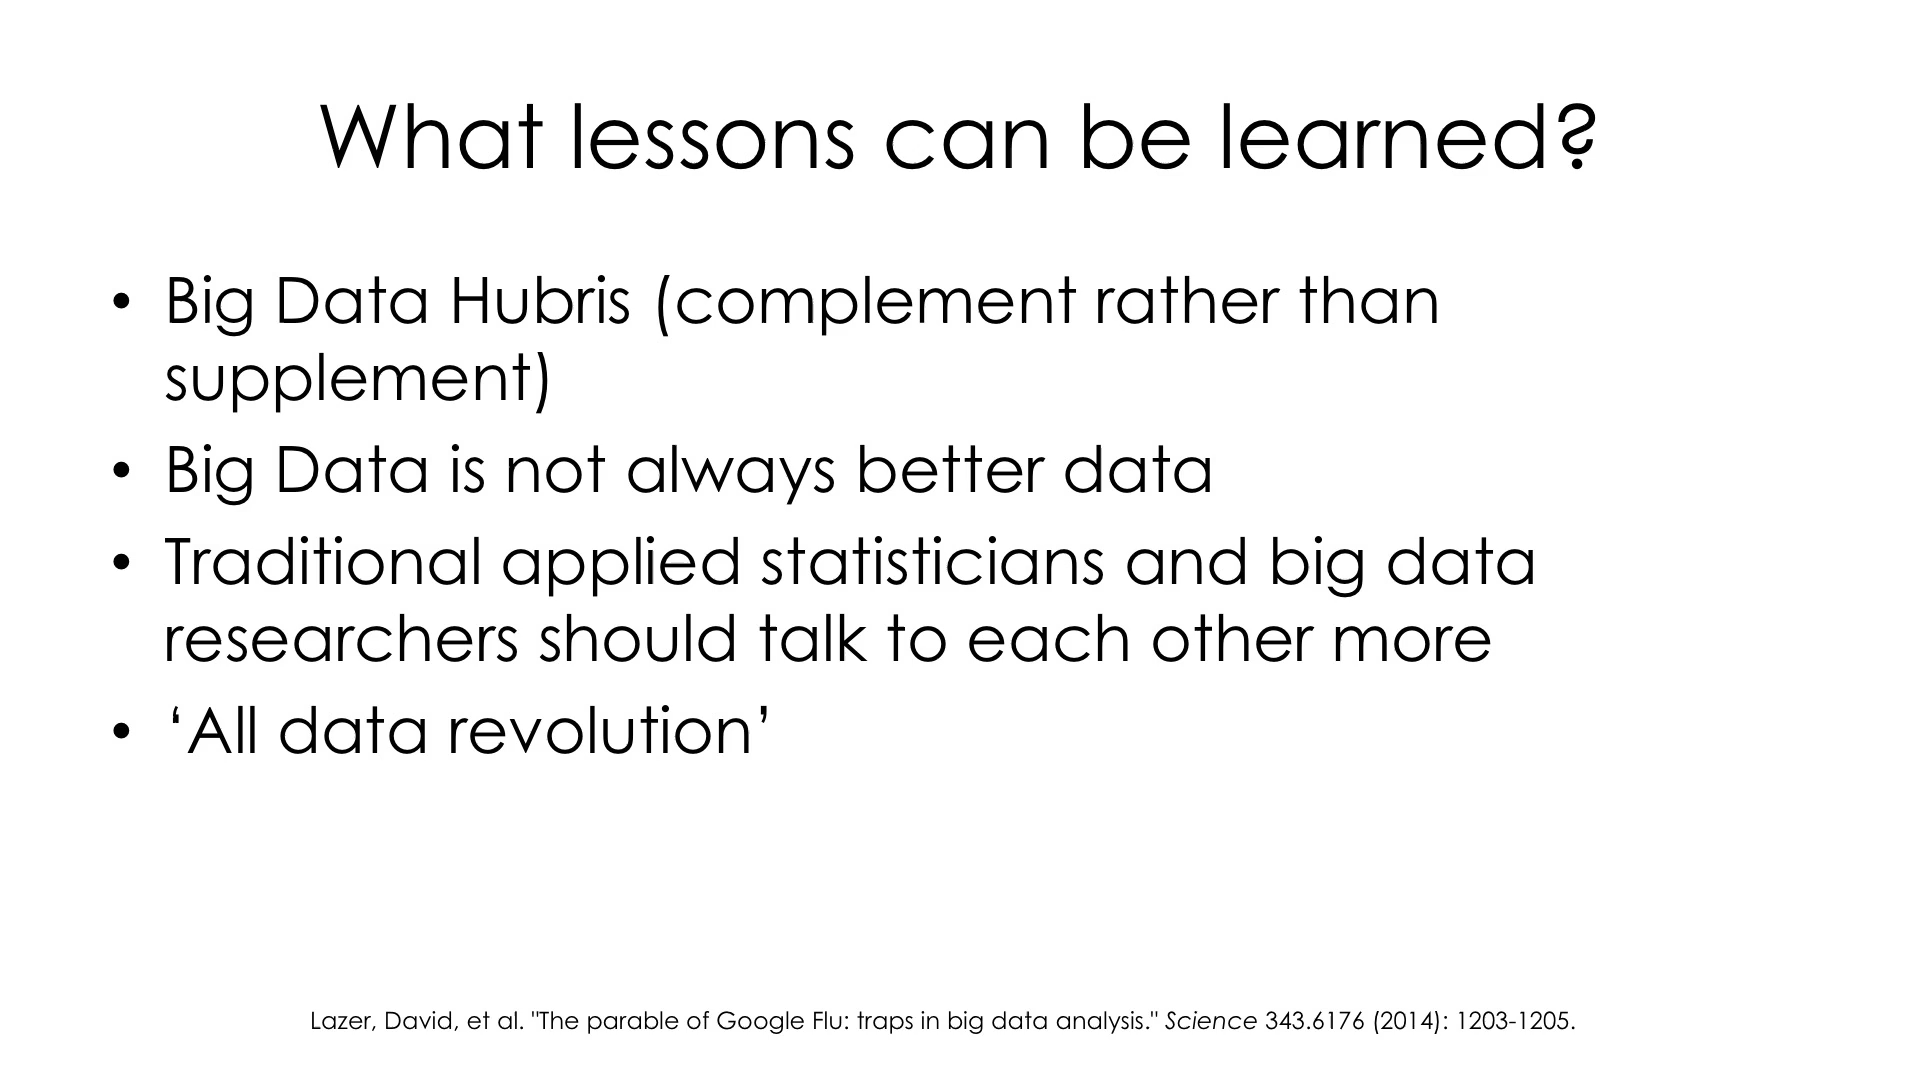 What lessons can be learned?
• Big Data Hubris (complement rather than
supplement)
• Big Data is not always better data
• Traditional applied statisticians and big data
researchers should talk to each other more
• ‘All data revolution’
Lazer, David, et al. "The parable of Google Flu: traps in big data analysis." Science 343.6176 (2014): 1203-1205.